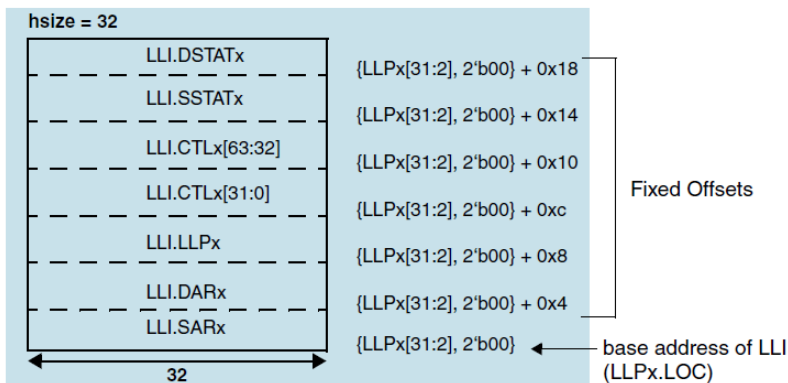 hsize = 32
LLI.DSTATx
{LLPx[31:2], 2‘b00} + 0x18
LLI.SSTATx
{LLPx[31:2], 2‘b00} + 0x14
LLI.CTLx[63:32]
{LLPx[31:2], 2‘b00} + 0x10
LLI.CTLx[31:0]
{LLPx[31:2], 2‘b00} + 0xc
Fixed Offsets
LLI.LLPx
{LLPx[31:2], 2‘b00} + 0x8
LLI.DARx
{LLPx[31:2], 2‘b00} + 0x4
LLI.SARx
{LLPx[31:2], 2‘b00}
base address of LLI
(LLPx.LOC)
32